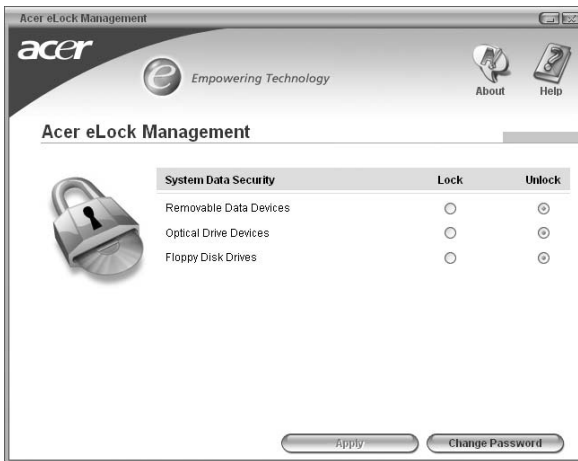 Acer eLock Management
acer
e Empowering Technology
About Help
Acer eLock Management
System Data Security Lock Unlock
Removable Data Devices
Optical Drive Devices
Floppy Disk Drives
Apply Change Password